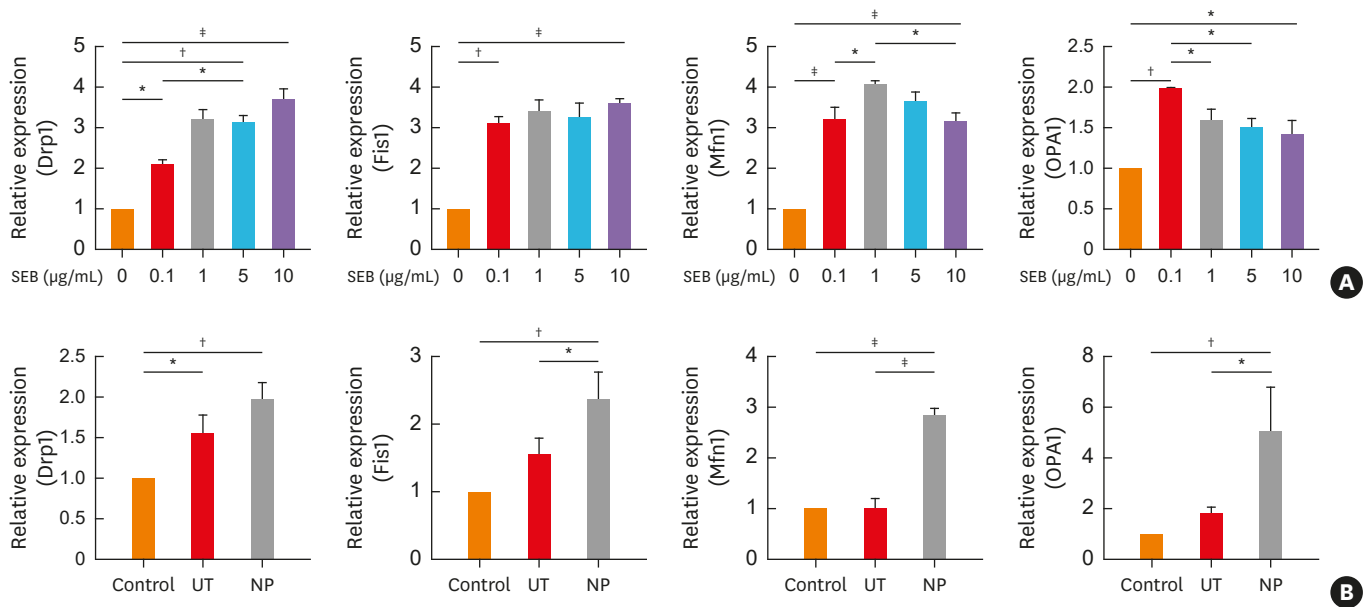 Relative expression
(Drp1)
5
4
3
2
1
0
‡
†
*
*
SEB (µg/mL) 0 0.1 1 5 10
Relative expression
(Fis1)
5
4
3
2
1
0
‡
†
SEB (µg/mL) 0 0.1 1 5 10
Relative expression
(Mfn1)
5
4
3
2
1
0
‡
*
*
‡
SEB (µg/mL) 0 0.1 1 5 10
Relative expression
(OPA1)
2.5
2.0
1.5
1.0
0.5
0
*
*
*
†
SEB (µg/mL) 0 0.1 1 5 10
A
Relative expression
(Drp1)
2.5
2.0
1.5
1.0
0.5
0
†
*
Control UT NP
Relative expression
(Fis1)
3
2
1
0
†
*
Control UT NP
Relative expression
(Mfn1)
4
3
2
1
0
‡
‡
Control UT NP
Relative expression
(OPA1)
8
6
4
2
0
†
*
Control UT NP
B